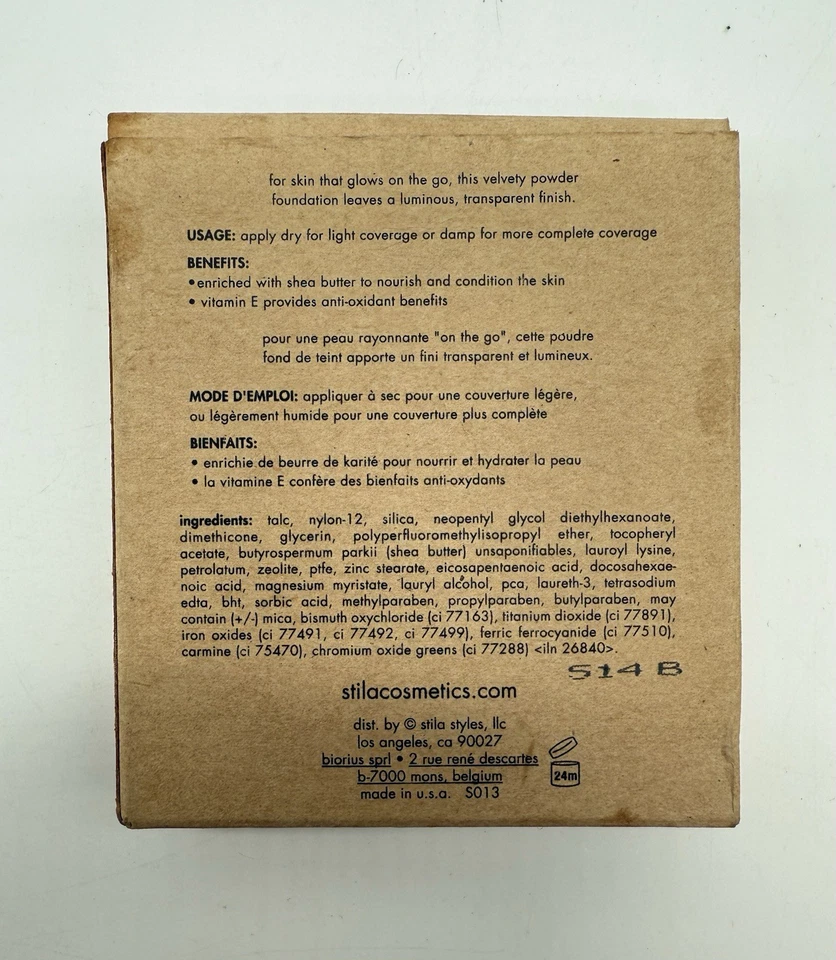 for skin that glows on the go, this velvety powder
foundation leaves a luminous, transparent finish.
USAGE: apply dry for light coverage or damp for more complete coverage
BENEFITS:
•enriched with shea butter to nourish and condition the skin
• vitamin E provides anti-oxidant benefits
pour une peau rayonnante "on the go", cette poudre
fond de teint apporte un fini transparent et lumineux.
MODE D'EMPLOI: appliquer à sec pour une couverture légère,
ou légèrement humide pour une couverture plus complète
BIENFAITS:
• enrichie de beurre de karité pour nourrir et hydrater la peau
• la vitamine E confère des bienfaits anti-oxydants
ingredients: talc, nylon-12, silica, neopentyl glycol diethylhexanoate,
dimethicone, glycerin, polyperfluoromethylisopropyl ether, tocopheryl
acetate, butyrospermum parkii (shea butter) unsaponifiables, lauroyl lysine,
petrolatum, zeolite, ptfe, zinc stearate, eicosapentaenoic acid, docosahexae-
noic acid, magnesium myristate, lauryl alcohol, pca, laureth-3, tetrasodium
edta, bht, sorbic acid, methylparaben, propylparaben, butylparaben, may
contain (+/-) mica, bismuth oxychloride (ci 77163), titanium dioxide (ci 77891),
iron oxides (ci 77491, ci 77492, ci 77499), ferric ferrocyanide (ci 77510),
carmine (ci 75470), chromium oxide greens (ci 77288) <iln 26840>.
514 B
stilacosmetics.com
dist. by © stila styles, llc
los angeles, ca 90027
biorius sprl • 2 rue rené descartes
b-7000 mons, belgium
made in u.s.a. S013
24m